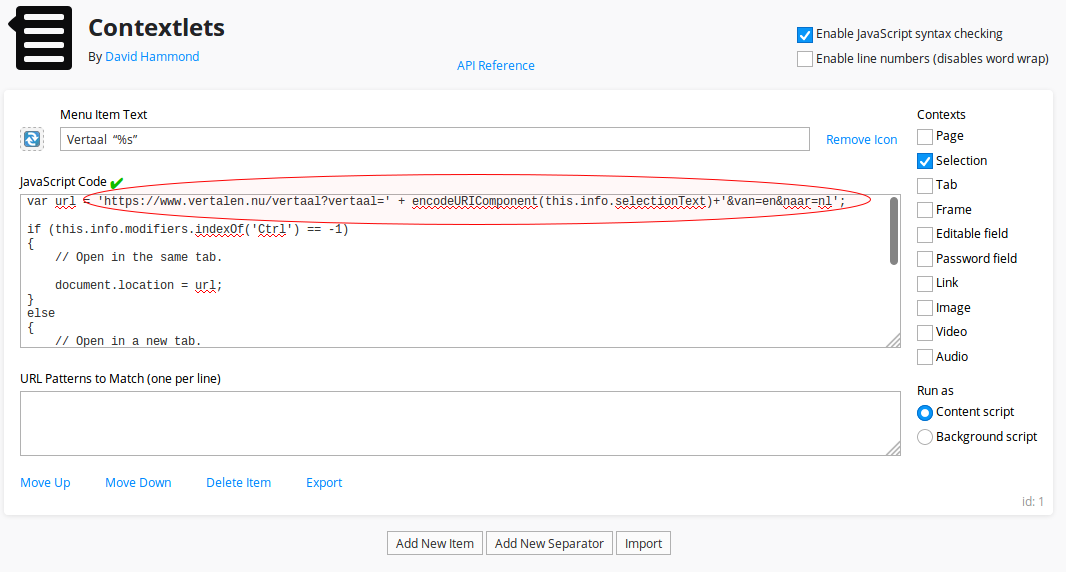 Contextlets
By David Hammond
API Reference
Enable JavaScript syntax checking
Enable line numbers (disables word wrap)
Menu Item Text
Vertaal “%s”
Remove Icon
JavaScript Code
var url = 'https://www.vertalen.nu/vertaal?vertaal=' + encodeURIComponent(this.info.selectionText)+'&van=en&naar=nl';
if (this.info.modifiers.indexOf('Ctrl') == -1)
{
// Open in the same tab.
document.location = url;
}
else
{
// Open in a new tab.
URL Patterns to Match (one per line)
Move Up
Move Down
Delete Item
Export
Contexts
Page
Selection
Tab
Frame
Editable field
Password field
Link
Image
Video
Audio
Run as
Content script
Background script
id: 1
Add New Item
Add New Separator
Import